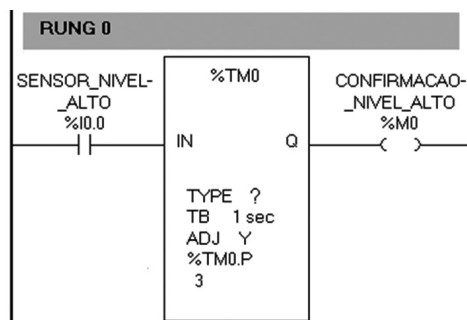 RUNG 0
SENSOR_NIVEL-
_ALTO
%I0.0
%TM0
IN
Q
TYPE ?
TB 1 sec
ADJ Y
%TM0.P
3
CONFIRMACAO-
_NIVEL_ALTO
%M0